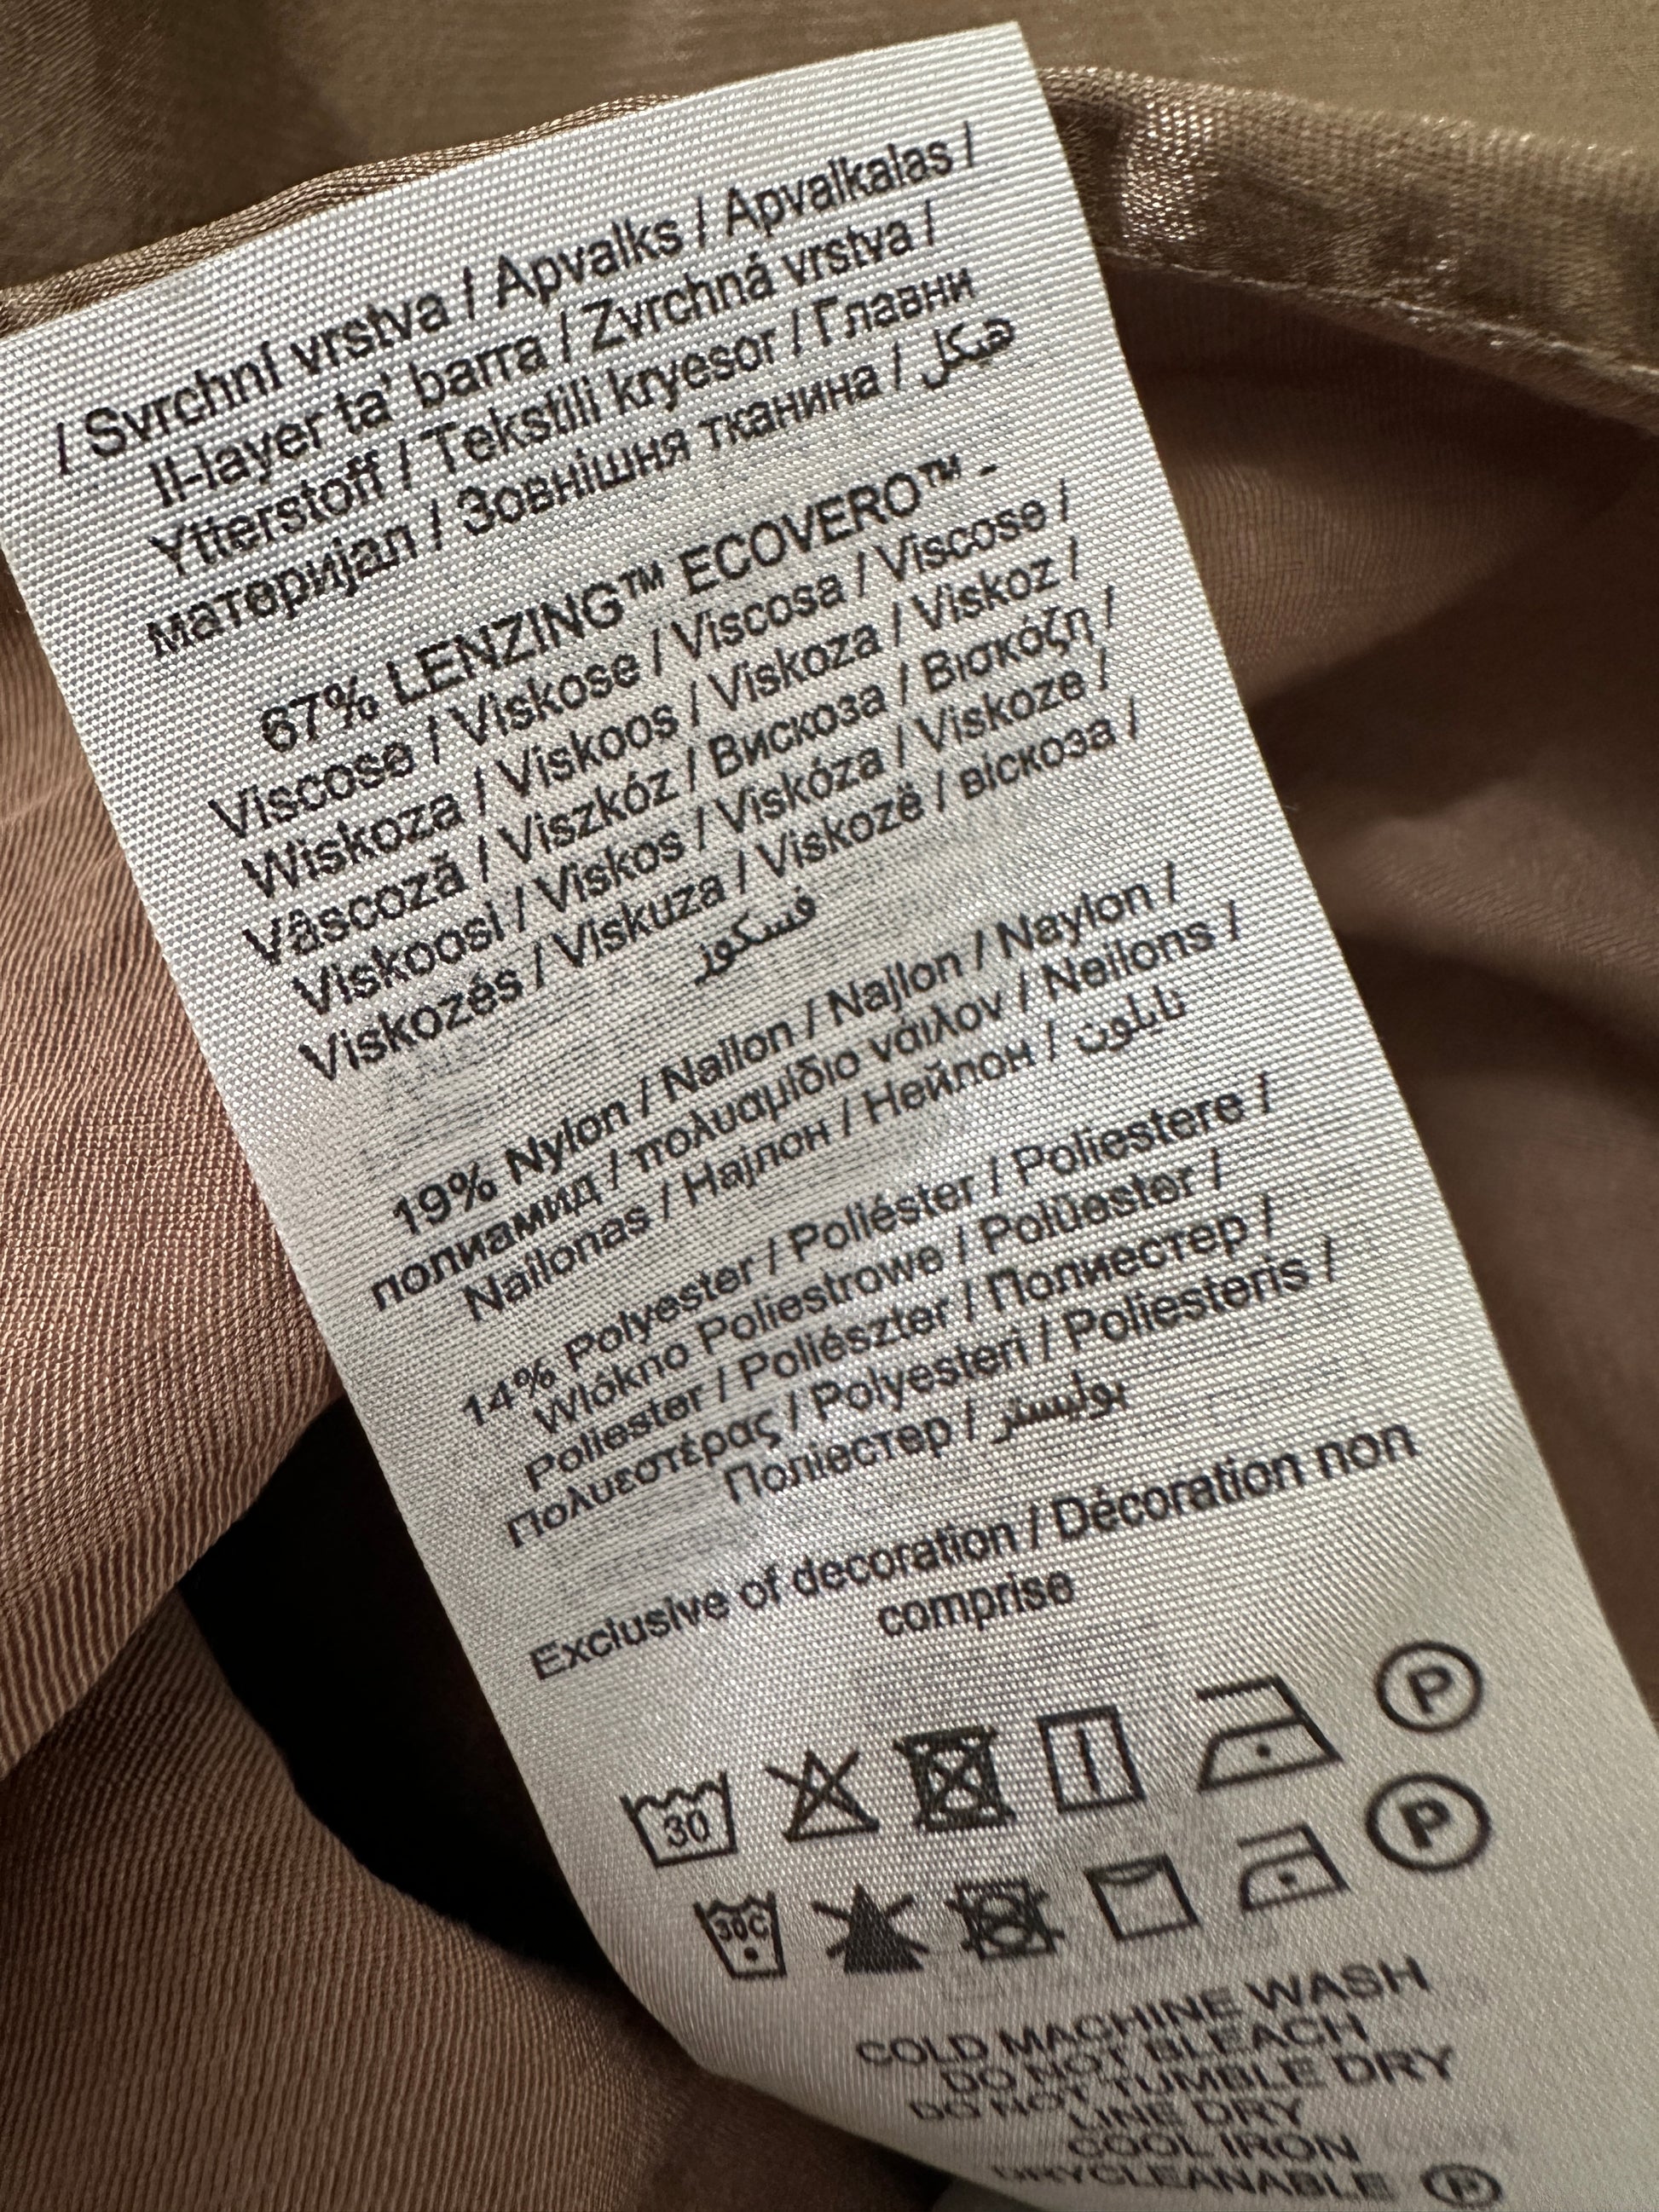 / Svrchní vrstva / Apvalks / Apvalkalas /
Il-layer ta' barra / Zvrchná vrstva /
Ytterstoff / Tekstili kryesor / Главни
материјал / Зовнішня тканина / هيكل
67% LENZING™ ECOVERO™ -
Viscose / Viskose / Viscosa / Viscose /
Wiskoza / Viskoos / Viskoza / Viskoz /
Vâscoză / Viszkóz / Вискоза / Βισκόζη /
Viskoosi / Viskos / Viskóza / Viskoze /
Viskozés / Viskuza / Viskozë / віскоза /
فسكوز
19% Nylon / Nailon / Najlon / Naylon /
полиамид / πολυαμίδιο νάιλον / Neilons /
Nailonas / Најлон / Нейлон / نايلون
14% Polyester / Poliéster / Poliestere /
Wlókno Poliestrowe / Polüester /
Poliester / Poliészter / Полиестер /
Πολυεστέρας / Polyesteri / Poliesteris /
Поліестер / بوليستر
Exclusive of decoration / Décoration non
comprise
30 P
30C P
COLD MACHINE WASH
DO NOT BLEACH
DO NOT TUMBLE DRY
LINE DRY
COOL IRON
DRYCLEANABLE P